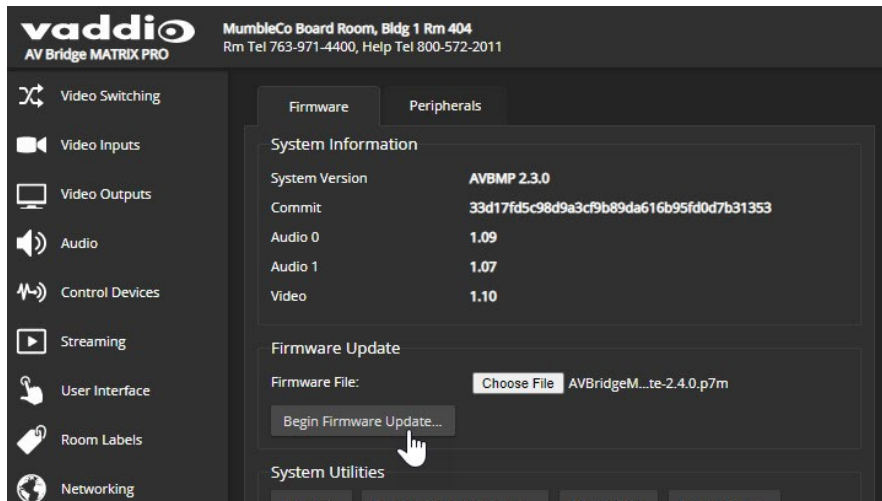 vaddio
AV Bridge MATRIX PRO
MumbleCo Board Room, Bldg 1 Rm 404
Rm Tel 763-971-4400, Help Tel 800-572-2011
Video Switching
Video Inputs
Video Outputs
Audio
Control Devices
Streaming
User Interface
Room Labels
Networking
Firmware Peripherals
System Information
System Version AVBMP 2.3.0
Commit 33d17fd5c98d9a3cf9b89da616b95fd0d7b31353
Audio 0 1.09
Audio 1 1.07
Video 1.10
Firmware Update
Firmware File: Choose File AVBridgeM...te-2.4.0.p7m
Begin Firmware Update...
System Utilities